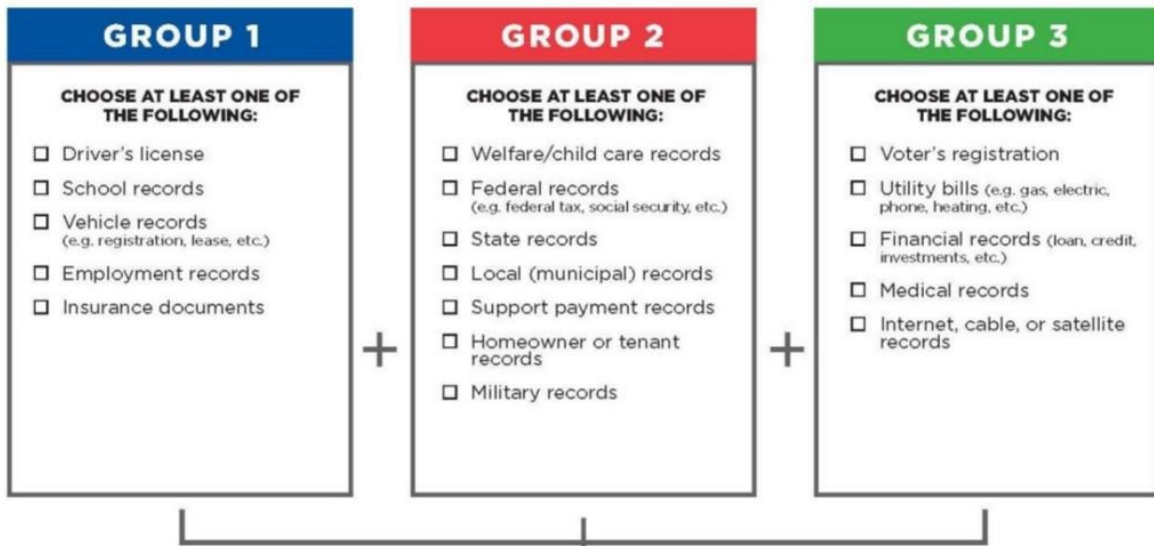 GROUP 1
CHOOSE AT LEAST ONE OF
THE FOLLOWING:
☐ Driver's license
☐ School records
☐ Vehicle records
(e.g. registration, lease, etc.)
☐ Employment records
☐ Insurance documents
+
GROUP 2
CHOOSE AT LEAST ONE OF
THE FOLLOWING:
☐ Welfare/child care records
☐ Federal records
(e.g. federal tax, social security, etc.)
☐ State records
☐ Local (municipal) records
☐ Support payment records
☐ Homeowner or tenant
records
☐ Military records
+
GROUP 3
CHOOSE AT LEAST ONE OF
THE FOLLOWING:
☐ Voter's registration
☐ Utility bills (e.g. gas, electric,
phone, heating, etc.)
☐ Financial records (loan, credit,
investments, etc.)
☐ Medical records
☐ Internet, cable, or satellite
records